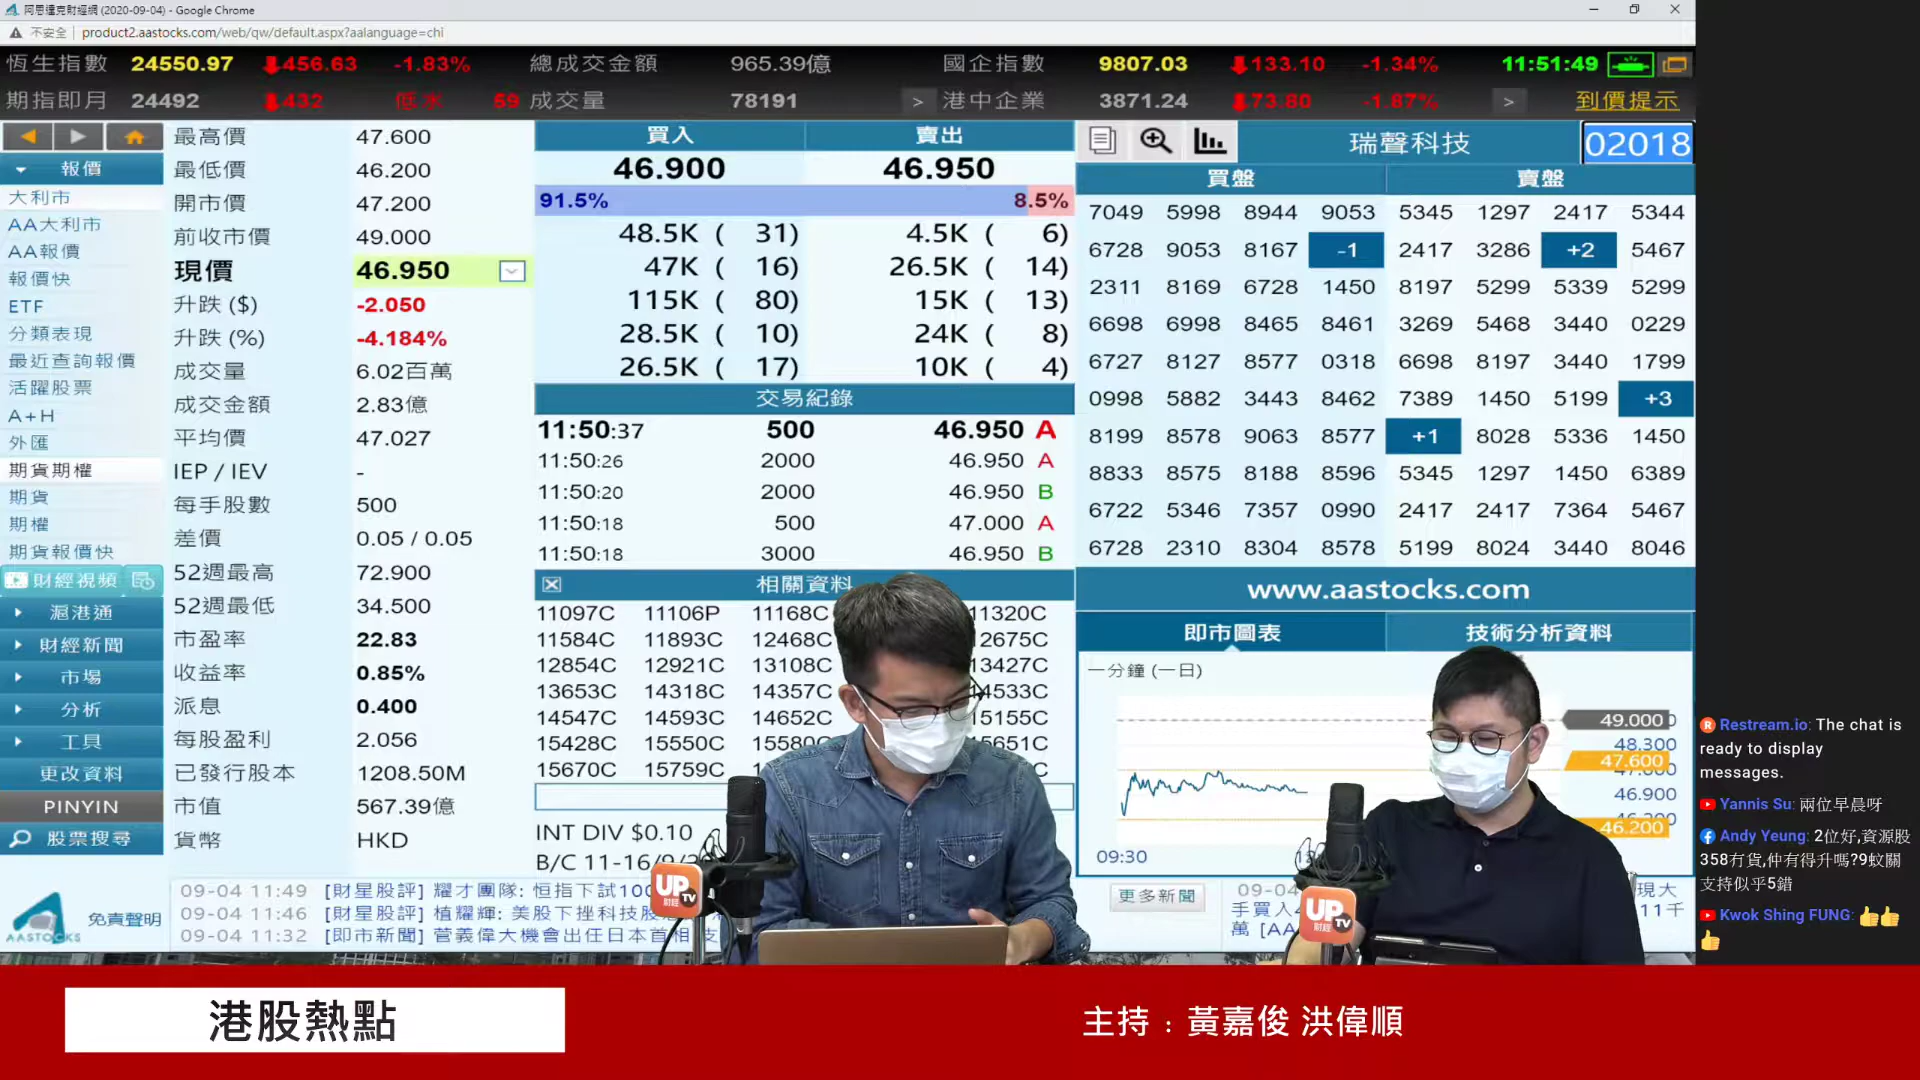 阿思達克財經網 (2020-09-04) - Google Chrome
不安全 | product2.aastocks.com/web/qw/default.aspx?aalanguage=chi
恆生指數 24550.97 456.63 -1.83% 總成交金額 965.39億 國企指數 9807.03 133.10 -1.34% 11:51:49
期指即月 24492 432 低水 59 成交量 78191 > 港中企業 3871.24 73.80 -1.87% > 到價提示
報價
大利市
AA大利市
AA報價
報價快
ETF
分類表現
最近查詢報價
活躍股票
A+H
外匯
期貨期權
期貨
期權
期貨報價快
財經視頻
滬港通
財經新聞
市場
分析
工具
更改資料
PINYIN
股票搜尋
AASTOCKS
免責聲明
最高價 47.600
最低價 46.200
開市價 47.200
前收市價 49.000
現價 46.950
升跌 ($) -2.050
升跌 (%) -4.184%
成交量 6.02百萬
成交金額 2.83億
平均價 47.027
IEP / IEV -
每手股數 500
差價 0.05 / 0.05
52週最高 72.900
52週最低 34.500
市盈率 22.83
收益率 0.85%
派息 0.400
每股盈利 2.056
已發行股本 1208.50M
市值 567.39億
貨幣 HKD
買入 賣出
46.900 46.950
91.5% 8.5%
48.5K ( 31) 4.5K ( 6)
47K ( 16) 26.5K ( 14)
115K ( 80) 15K ( 13)
28.5K ( 10) 24K ( 8)
26.5K ( 17) 10K ( 4)
交易紀錄
11:50:37 500 46.950 A
11:50:26 2000 46.950 A
11:50:20 2000 46.950 B
11:50:18 500 47.000 A
11:50:18 3000 46.950 B
相關資料
11097C 11106P 11168C 11320C
11584C 11893C 12468C 2675C
12854C 12921C 13108C 13427C
13653C 14318C 14357C 14533C
14547C 14593C 14652C 15155C
15428C 15550C 15580C 5651C
15670C 15759C C
INT DIV $0.10
B/C 11-16/9/2
瑞聲科技 02018
買盤 賣盤
7049 5998 8944 9053 5345 1297 2417 5344
6728 9053 8167 -1 2417 3286 +2 5467
2311 8169 6728 1450 8197 5299 5339 5299
6698 6998 8465 8461 3269 5468 3440 0229
6727 8127 8577 0318 6698 8197 3440 1799
0998 5882 3443 8462 7389 1450 5199 +3
8199 8578 9063 8577 +1 8028 5336 1450
8833 8575 8188 8596 5345 1297 1450 6389
6722 5346 7357 0990 2417 2417 7364 5467
6728 2310 8304 8578 5199 8024 3440 8046
www.aastocks.com
即市圖表 技術分析資料
一分鐘 (一日)
49.000
48.300
47.600
46.900
46.200
09:30
09-04 11:49 [財星股評] 耀才團隊: 恒指下試
09-04 11:46 [財星股評] 植耀輝: 美股下挫科技股
09-04 11:32 [即市新聞] 菅義偉大機會出任日本首相 支
更多新聞
09-04
手買入
萬 [AA
現大
11千
UP 財經 TV
UP 財經 TV
Restream.io: The chat is
ready to display
messages.
Yannis Su: 兩位早晨呀
Andy Yeung: 2位好,資源股
358冇貨,仲有得升嗎?9蚊關
支持似乎5錯
Kwok Shing FUNG: 👍👍
👍
港股熱點
主持：黃嘉俊 洪偉順